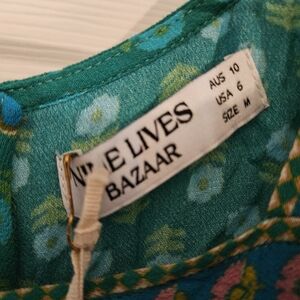 NINE LIVES
BAZAAR
AUS 10
USA 6
SIZE M